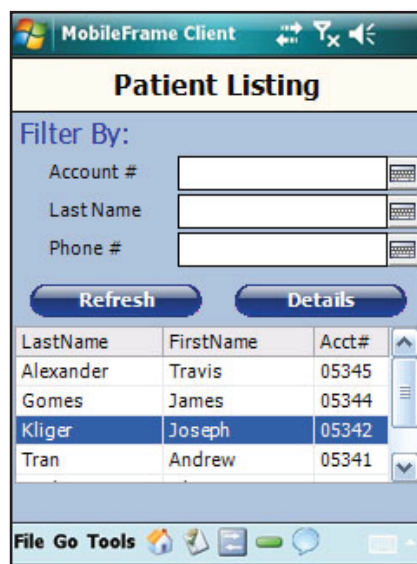 MobileFrame Client
Patient Listing
Filter By:
Account #
Last Name
Phone #
Refresh Details
LastName FirstName Acct#
Alexander Travis 05345
Gomes James 05344
Kliger Joseph 05342
Tran Andrew 05341
File Go Tools